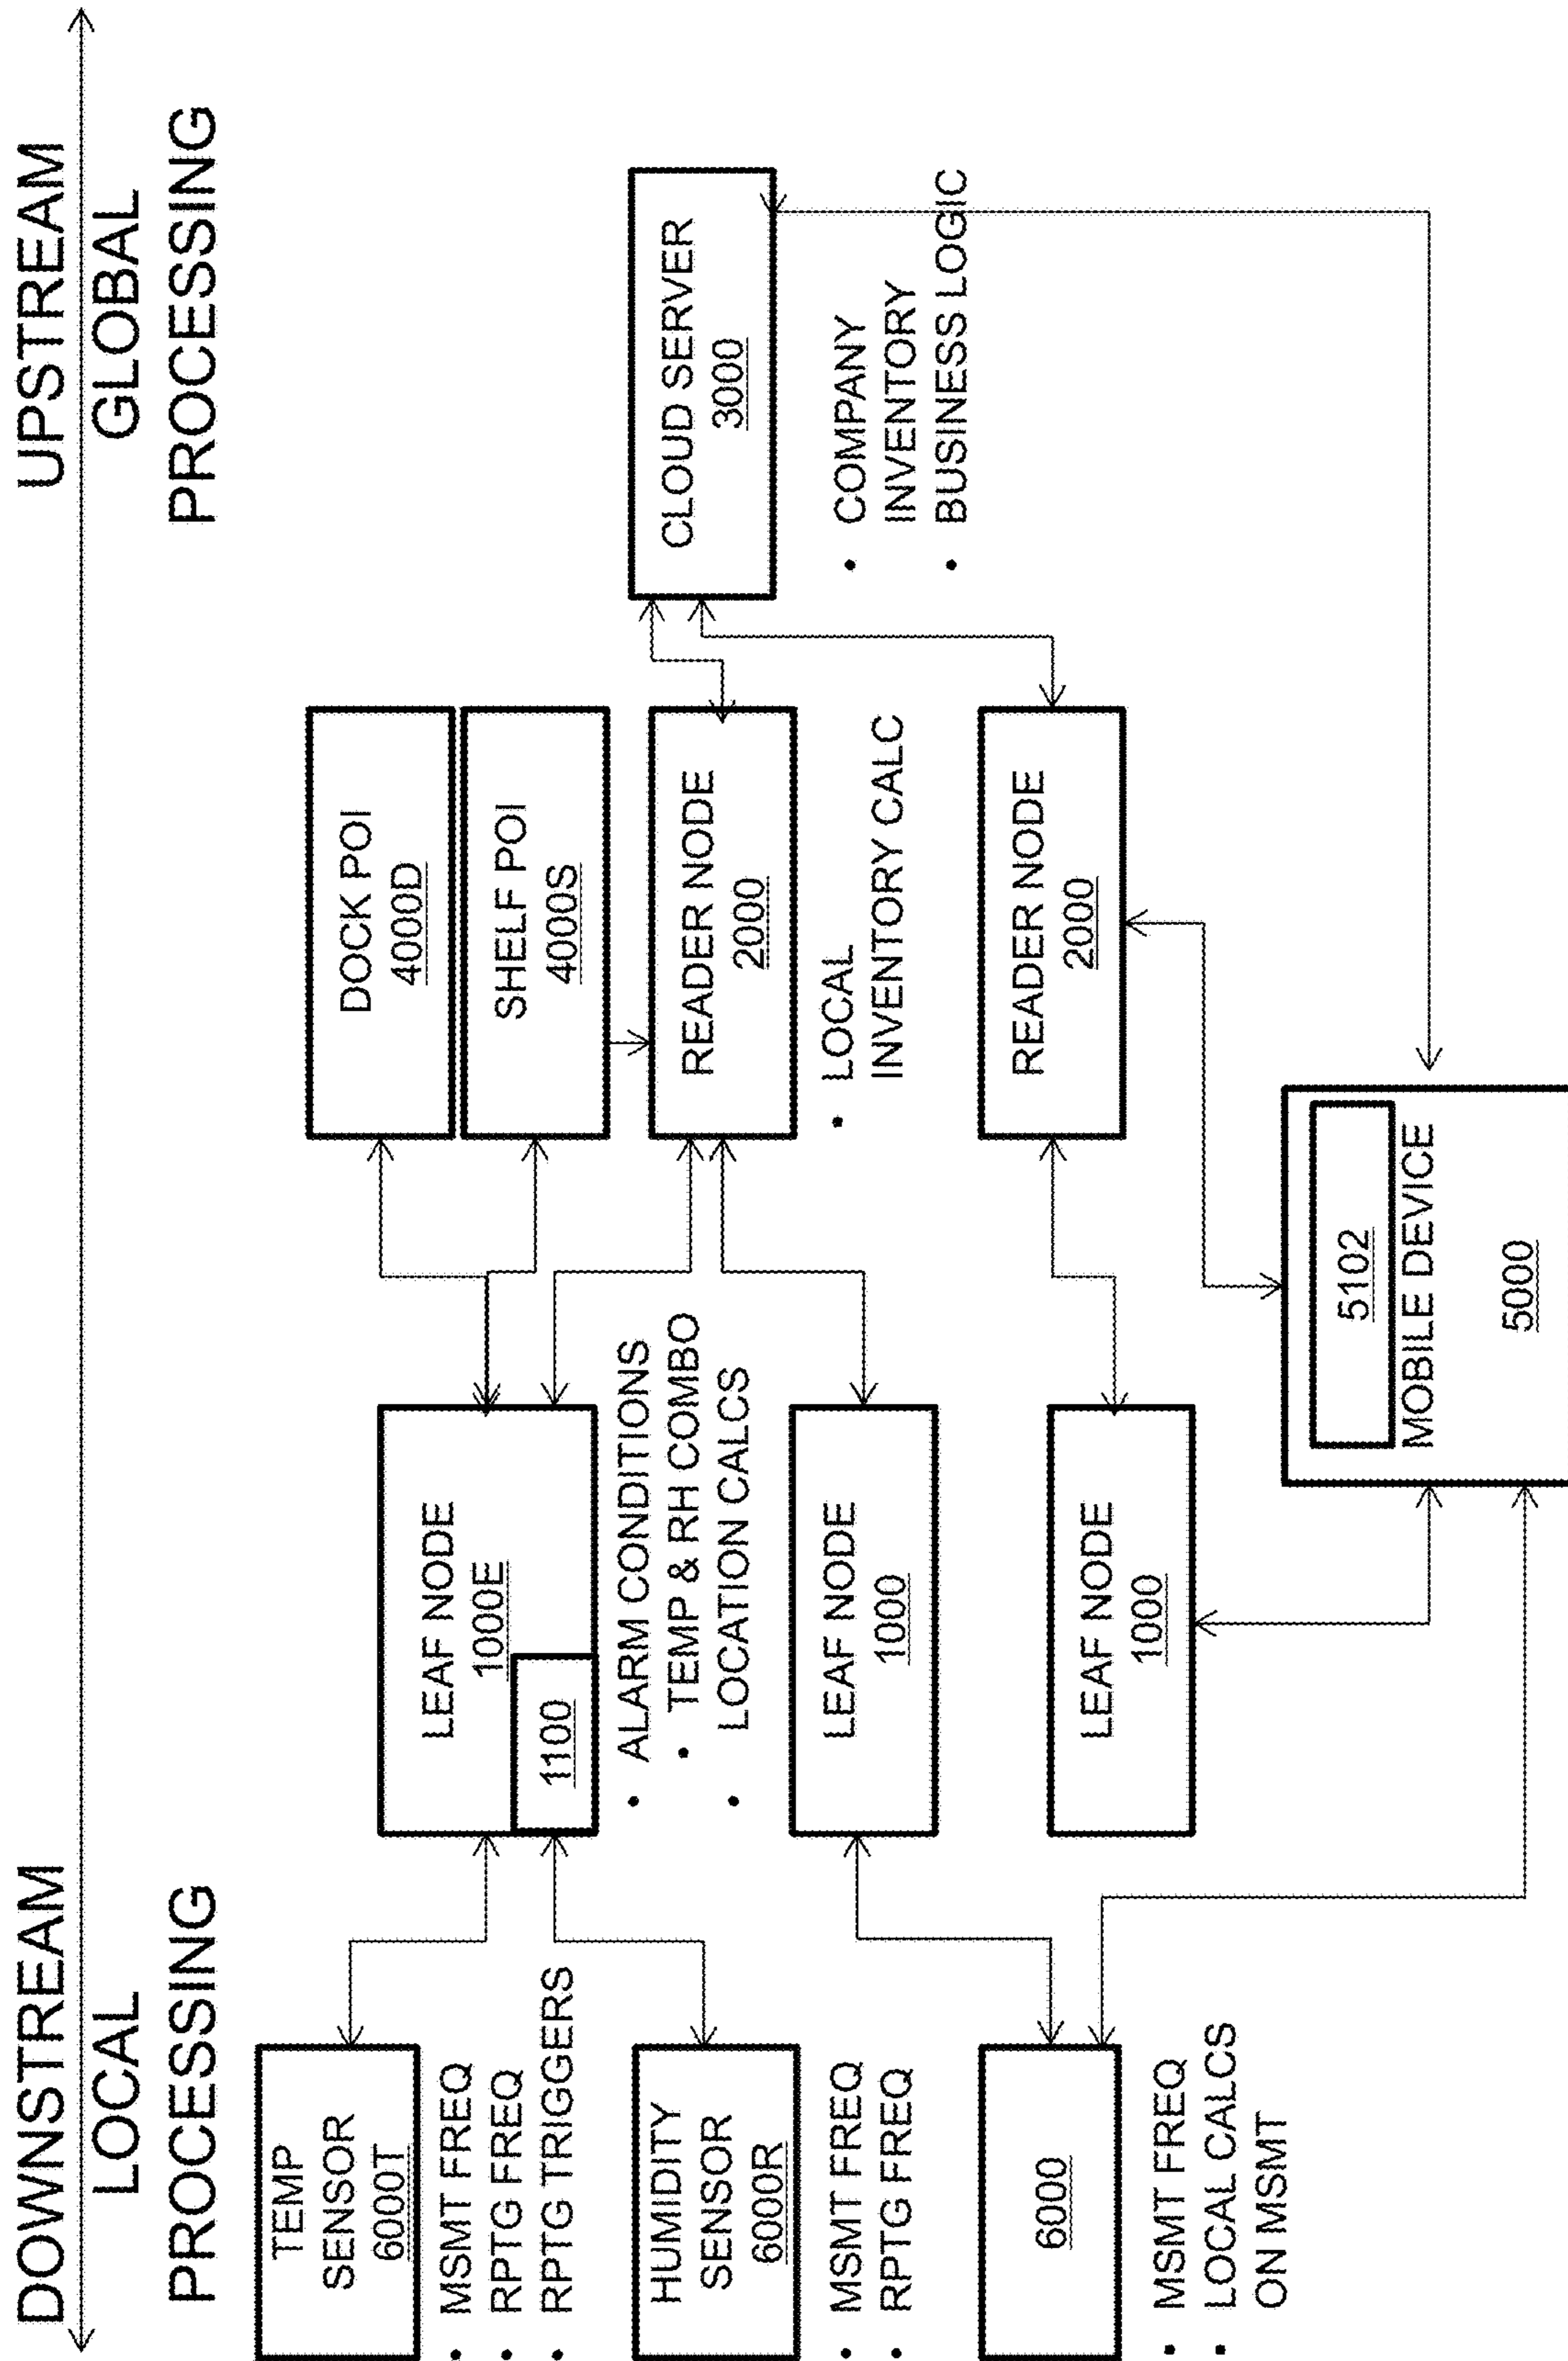 DOWNSTREAM
UPSTREAM
LOCAL
GLOBAL
PROCESSING
PROCESSING
TEMP
SENSOR
6000T
• MSMT FREQ
• RPTG FREQ
• RPTG TRIGGERS
HUMIDITY
SENSOR
6000R
• MSMT FREQ
• RPTG FREQ
6000
• MSMT FREQ
• LOCAL CALCS
ON MSMT
LEAF NODE
1000E
1100
• ALARM CONDITIONS
• TEMP & RH COMBO
• LOCATION CALCS
LEAF NODE
1000
LEAF NODE
1000
DOCK POI
4000D
SHELF POI
4000S
READER NODE
2000
• LOCAL
INVENTORY CALC
READER NODE
2000
5102
MOBILE DEVICE
5000
CLOUD SERVER
3000
• COMPANY
INVENTORY
• BUSINESS LOGIC